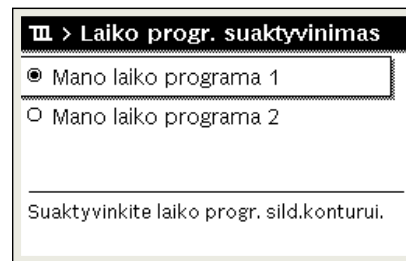 > Laiko progr. suaktyvinimas
Mano laiko programa 1
Mano laiko programa 2
Suaktyvinkite laiko progr. sild.konturui.